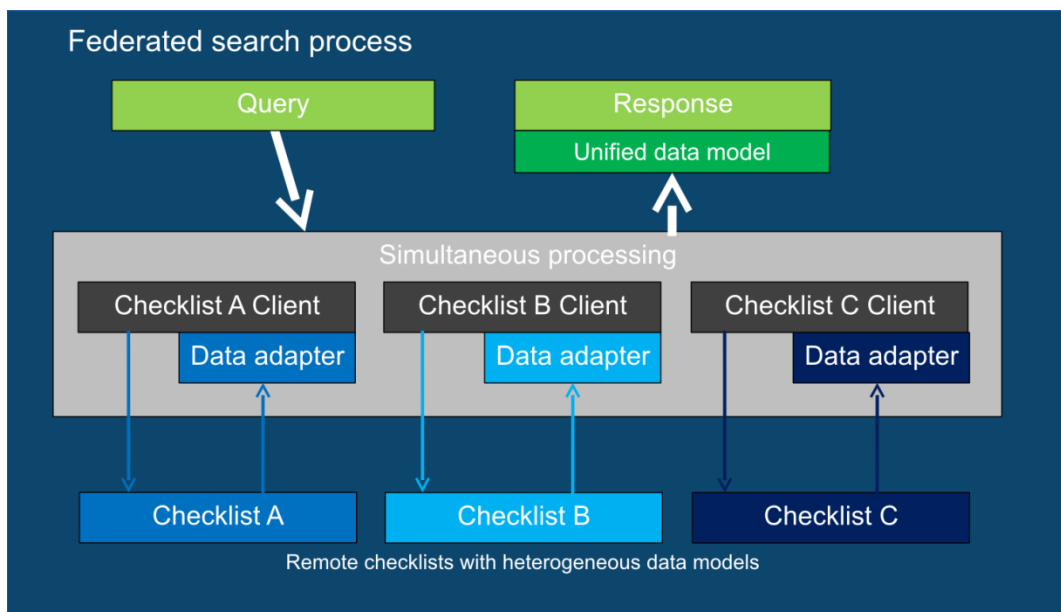 Federated search process
Query
Response
Unified data model
Simultaneous processing
Checklist A Client
Checklist B Client
Checklist C Client
Data adapter
Data adapter
Data adapter
Checklist A
Checklist B
Checklist C
Remote checklists with heterogeneous data models